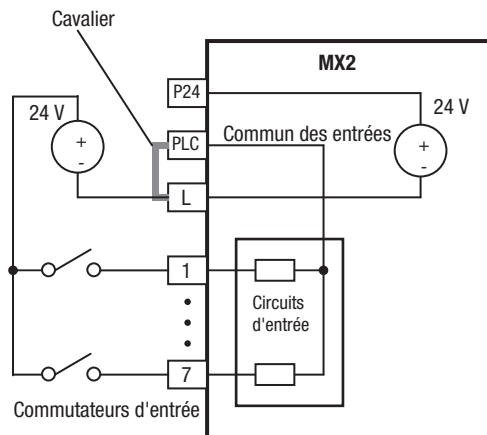 Cavalier
MX2
P24
24 V
24 V
PLC
Commun des entrées
+
-
+
-
L
1
Circuits
d'entrée
7
Commutateurs d'entrée